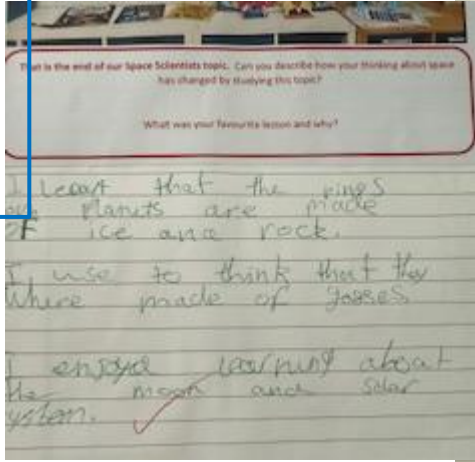 That is the end of our Space Scientists topic. Can you describe how your thinking about space
has changed by studying this topic?
What was your favourite lesson and why?
I leart that the rings
planits are made
of ice and rock.
I use to think that they
where made of gasses
I enjoyd learning about
the moon and solar
system.